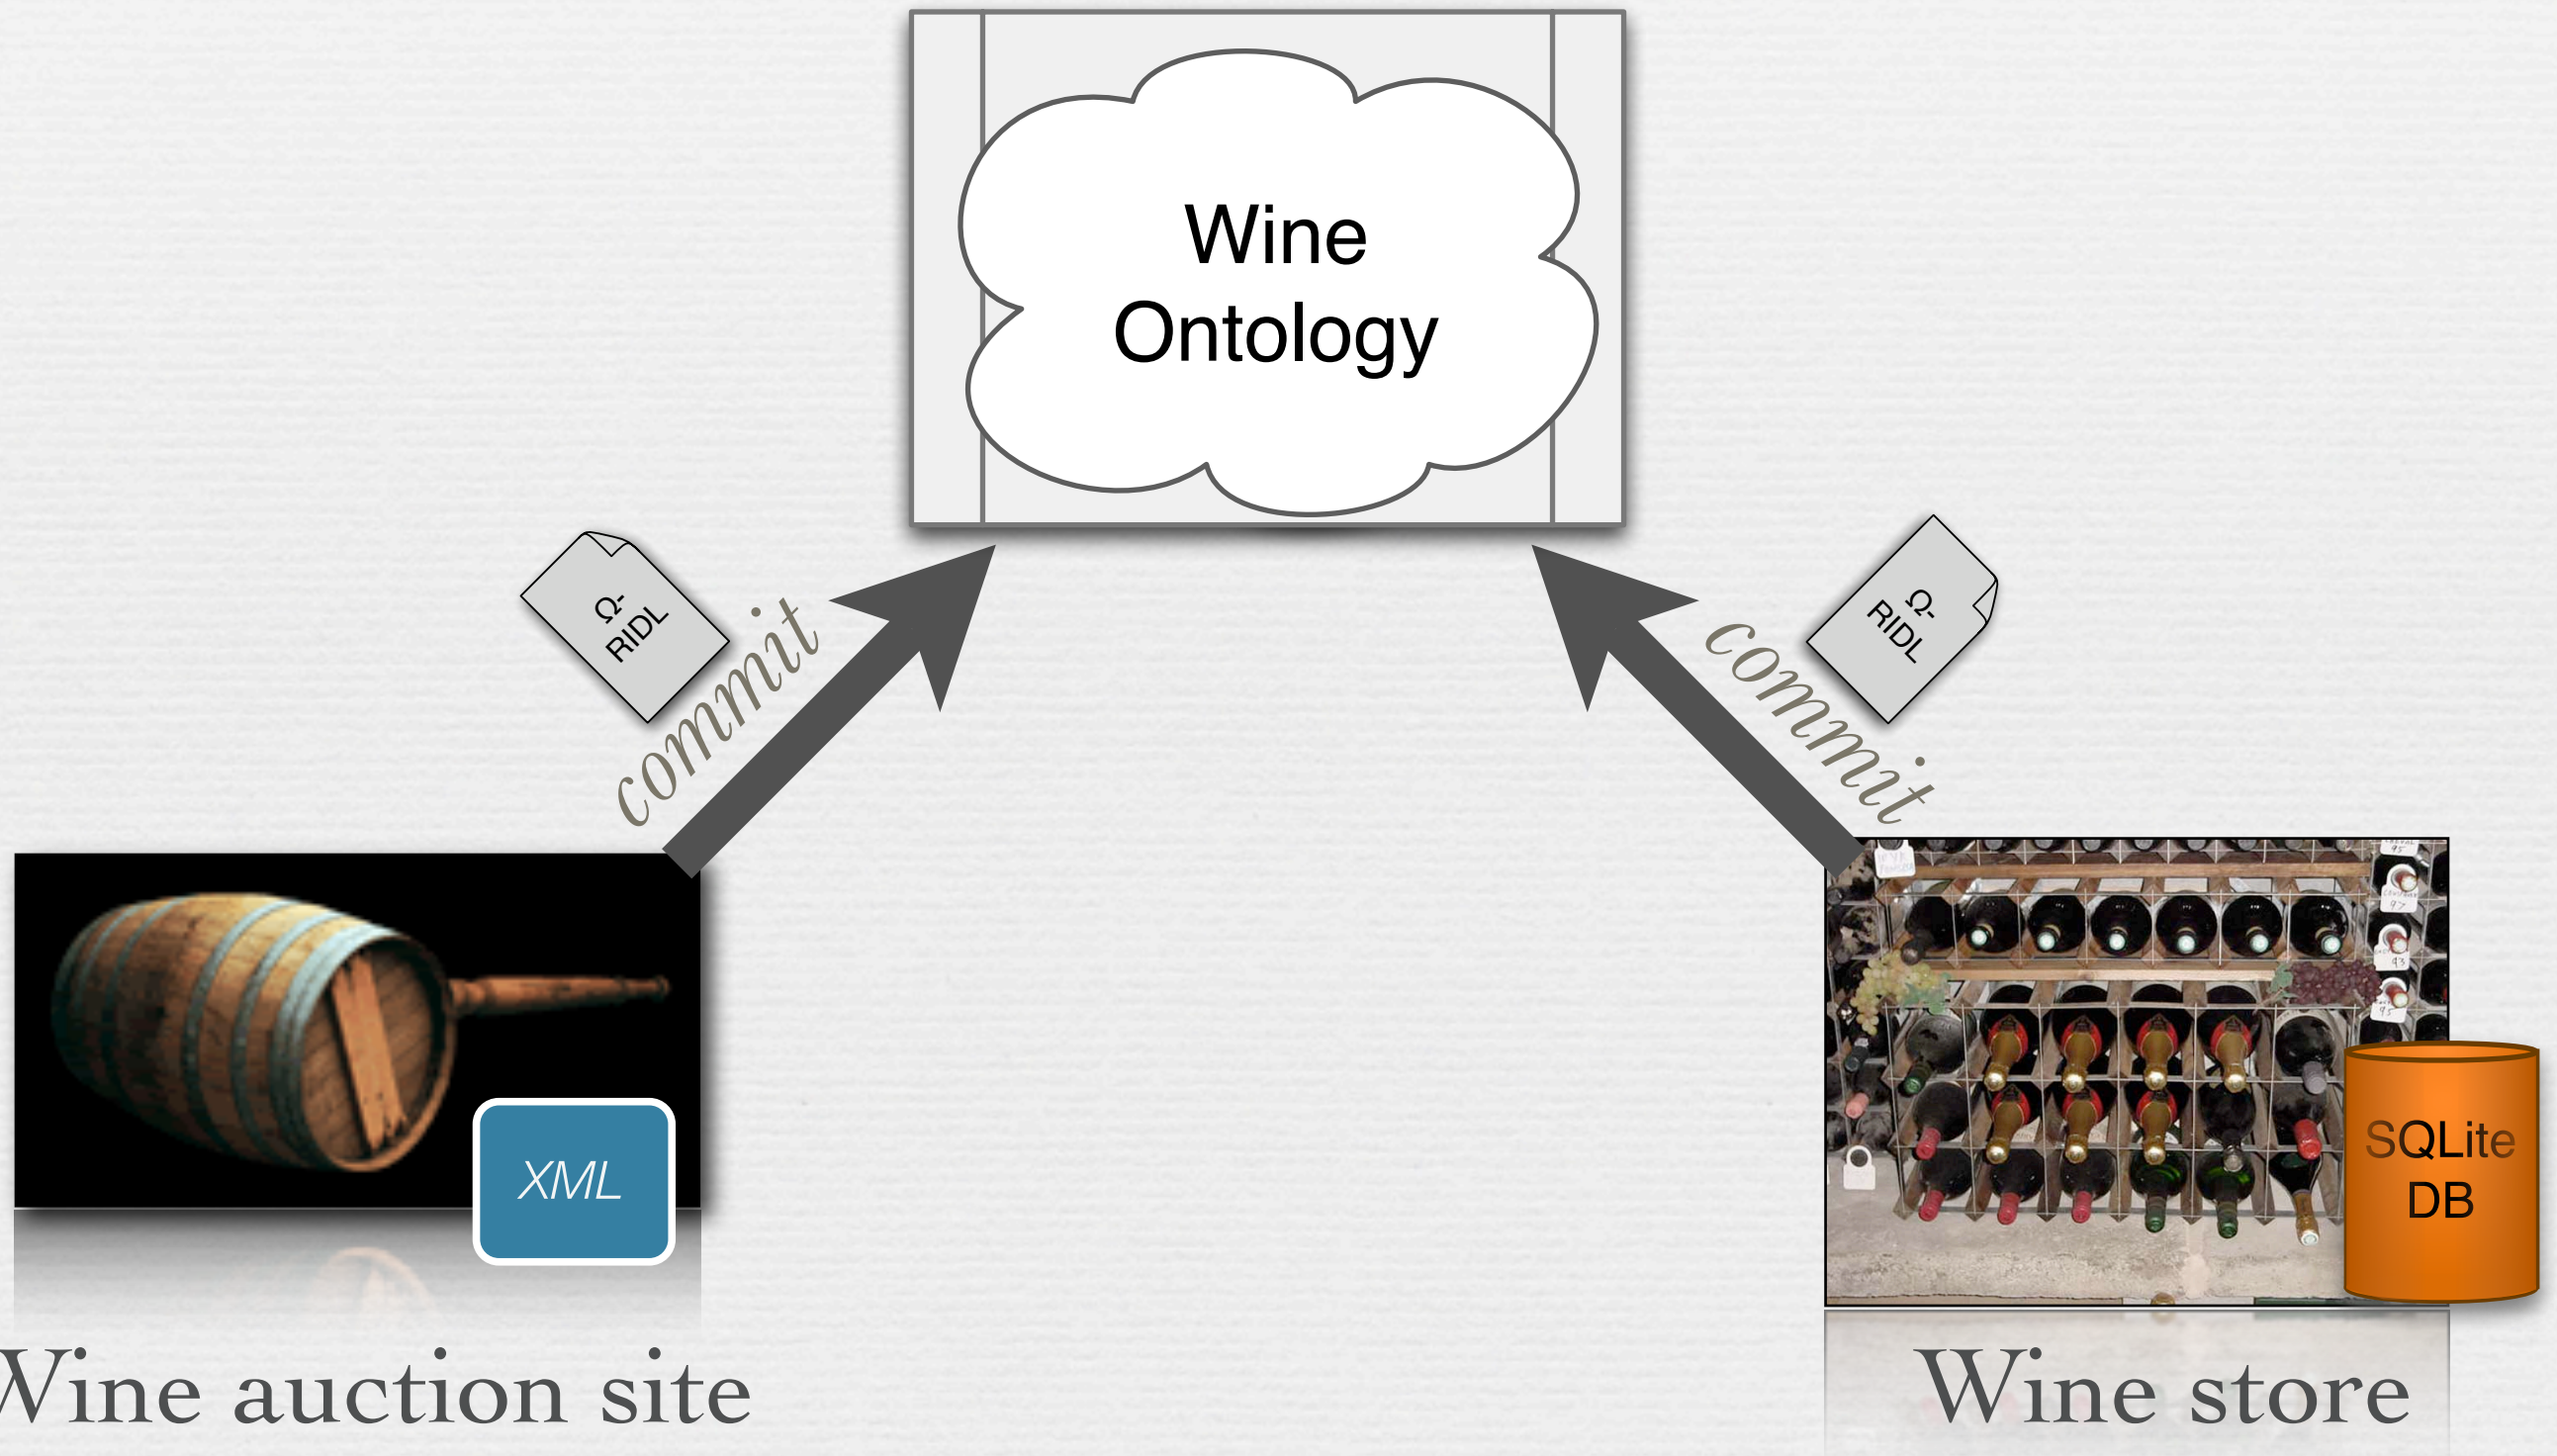 Wine
Ontology
Ω-
RIDL
commit
Ω-
RIDL
commit
XML
SQLite
DB
Wine auction site
Wine store